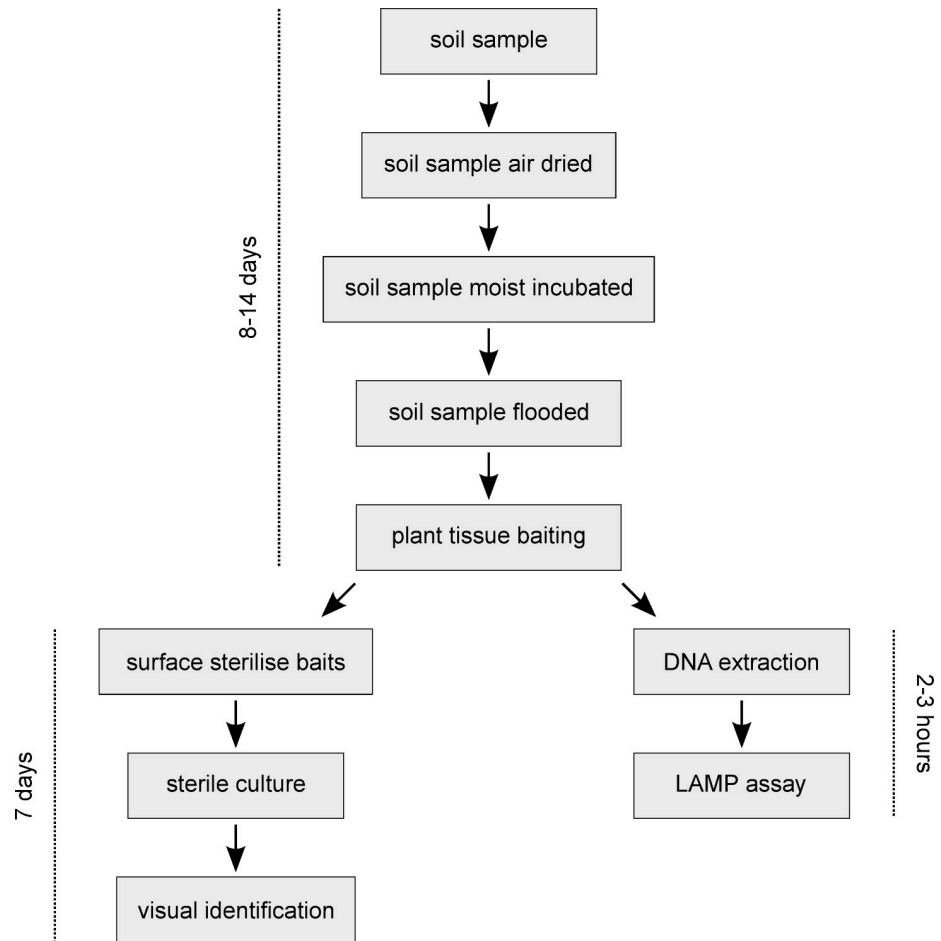 soil sample
soil sample air dried
soil sample moist incubated
soil sample flooded
plant tissue baiting
8-14 days
surface sterilise baits
sterile culture
visual identification
7 days
DNA extraction
LAMP assay
2-3 hours